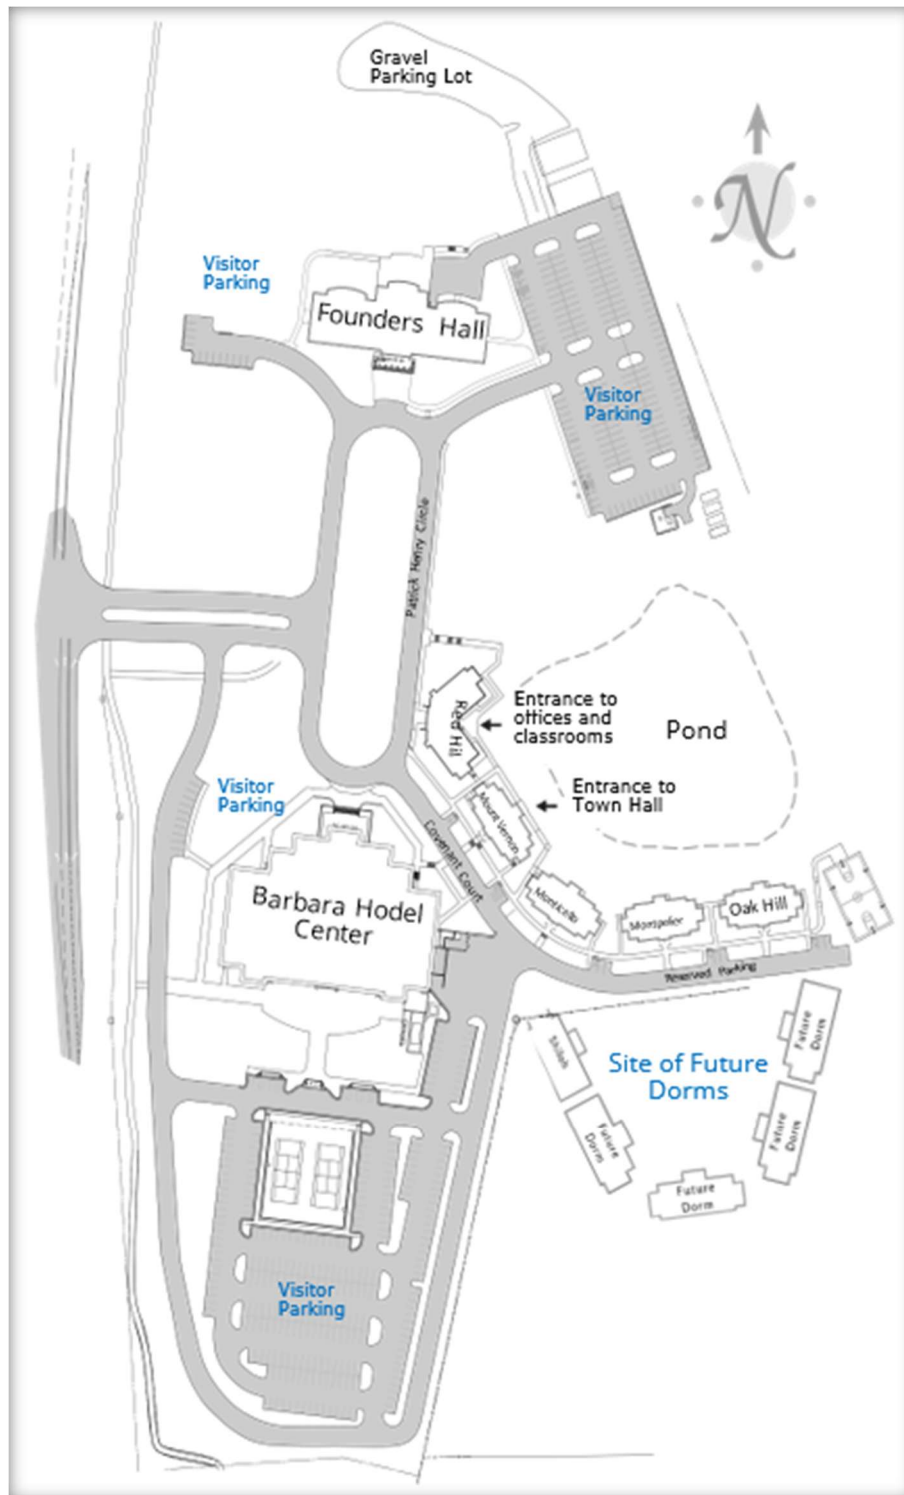 Gravel
Parking Lot
N
Visitor
Parking
Founders Hall
Visitor
Parking
Patrick Henry Circle
Red Hil
Entrance to
offices and
classrooms
Pond
Visitor
Parking
Mount Vernon
Entrance to
Town Hall
Covenant Court
Barbara Hodel
Center
Monticello
Montpelier
Oak Hill
Reserved Parking
Shiloh
Site of Future
Dorms
Future
Dorm
Future
Dorm
Future
Dorm
Future
Dorm
Visitor
Parking